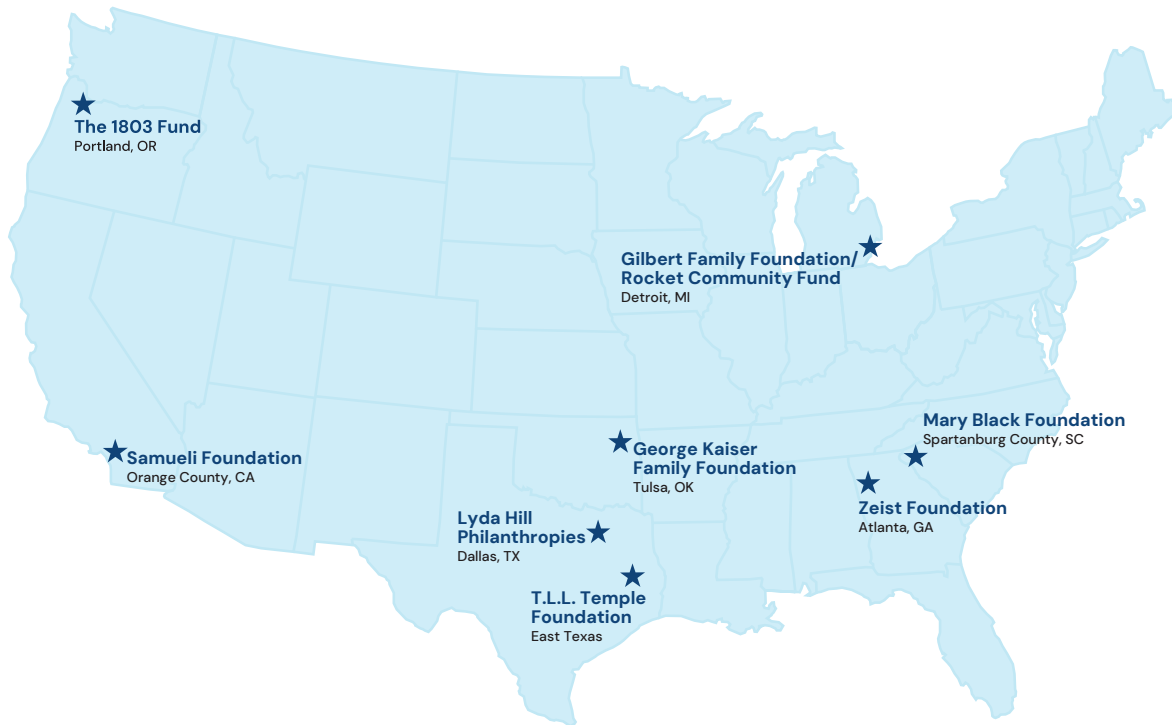 The 1803 Fund
Portland, OR
Gilbert Family Foundation/
Rocket Community Fund
Detroit, MI
Mary Black Foundation
Spartanburg County, SC
George Kaiser
Family Foundation
Tulsa, OK
Samueli Foundation
Orange County, CA
Zeist Foundation
Atlanta, GA
Lyda Hill
Philanthropies
Dallas, TX
T.L.L. Temple
Foundation
East Texas